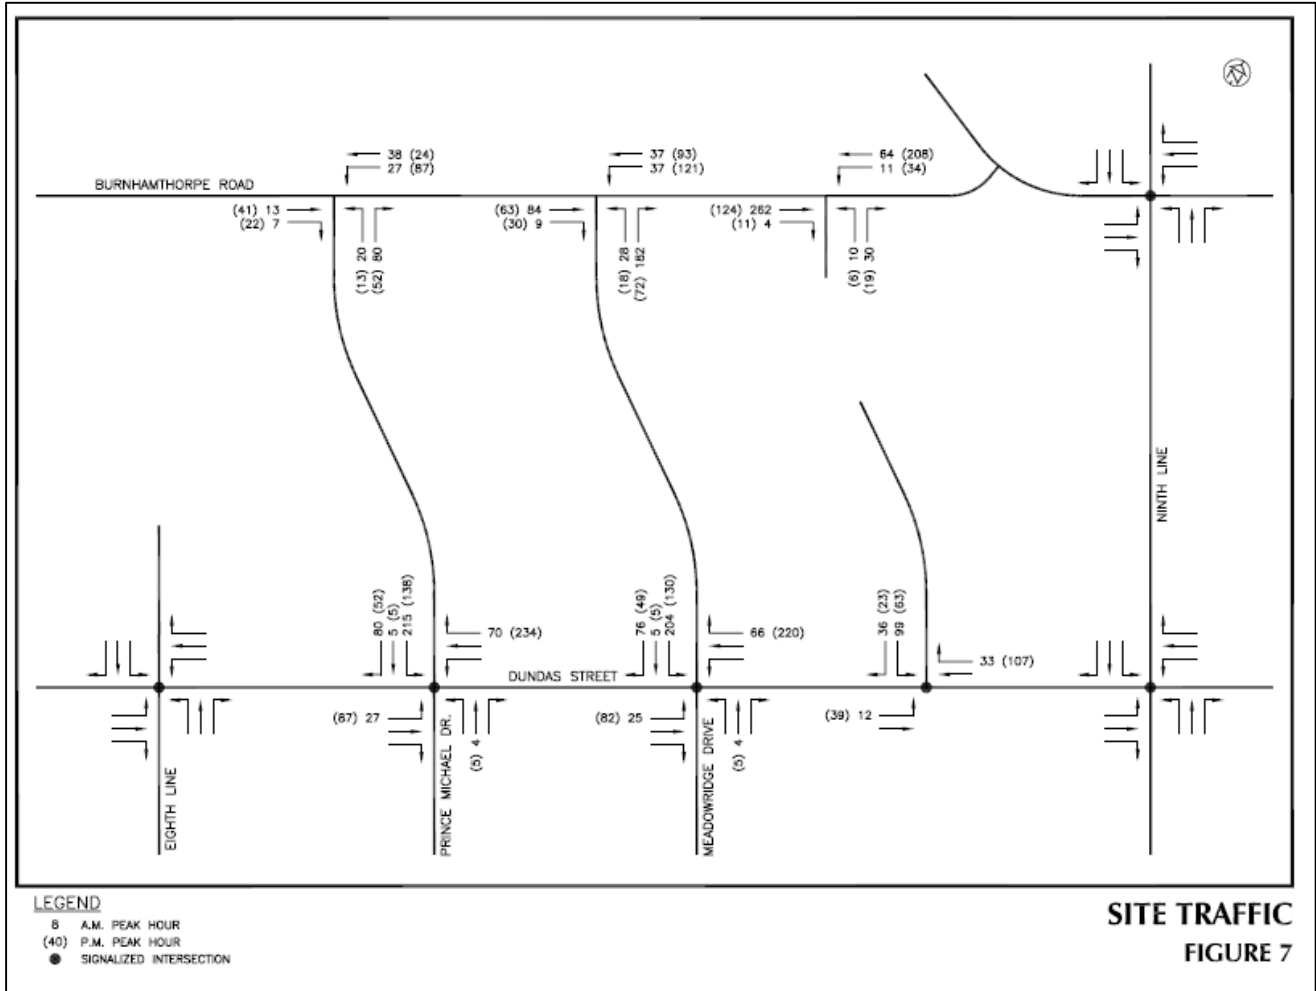 38 (24)
27 (87)
37 (93)
37 (121)
64 (208)
11 (34)
BURNHAMTHORPE ROAD
(41) 13
(22) 7
(63) 84
(30) 9
(124) 262
(11) 4
(13) 20
(52) 80
(18) 28
(72) 182
(6) 10
(19) 30
NINTH LINE
80 (52)
5 (5)
215 (138)
70 (234)
76 (49)
5 (5)
204 (130)
66 (220)
36 (23)
99 (63)
33 (107)
DUNDAS STREET
(87) 27
(5) 4
(82) 25
(5) 4
(39) 12
EIGHTH LINE
PRINCE MICHAEL DR.
MEADOWRIDGE DRIVE
LEGEND
8 A.M. PEAK HOUR
(40) P.M. PEAK HOUR
SIGNALIZED INTERSECTION
SITE TRAFFIC
FIGURE 7